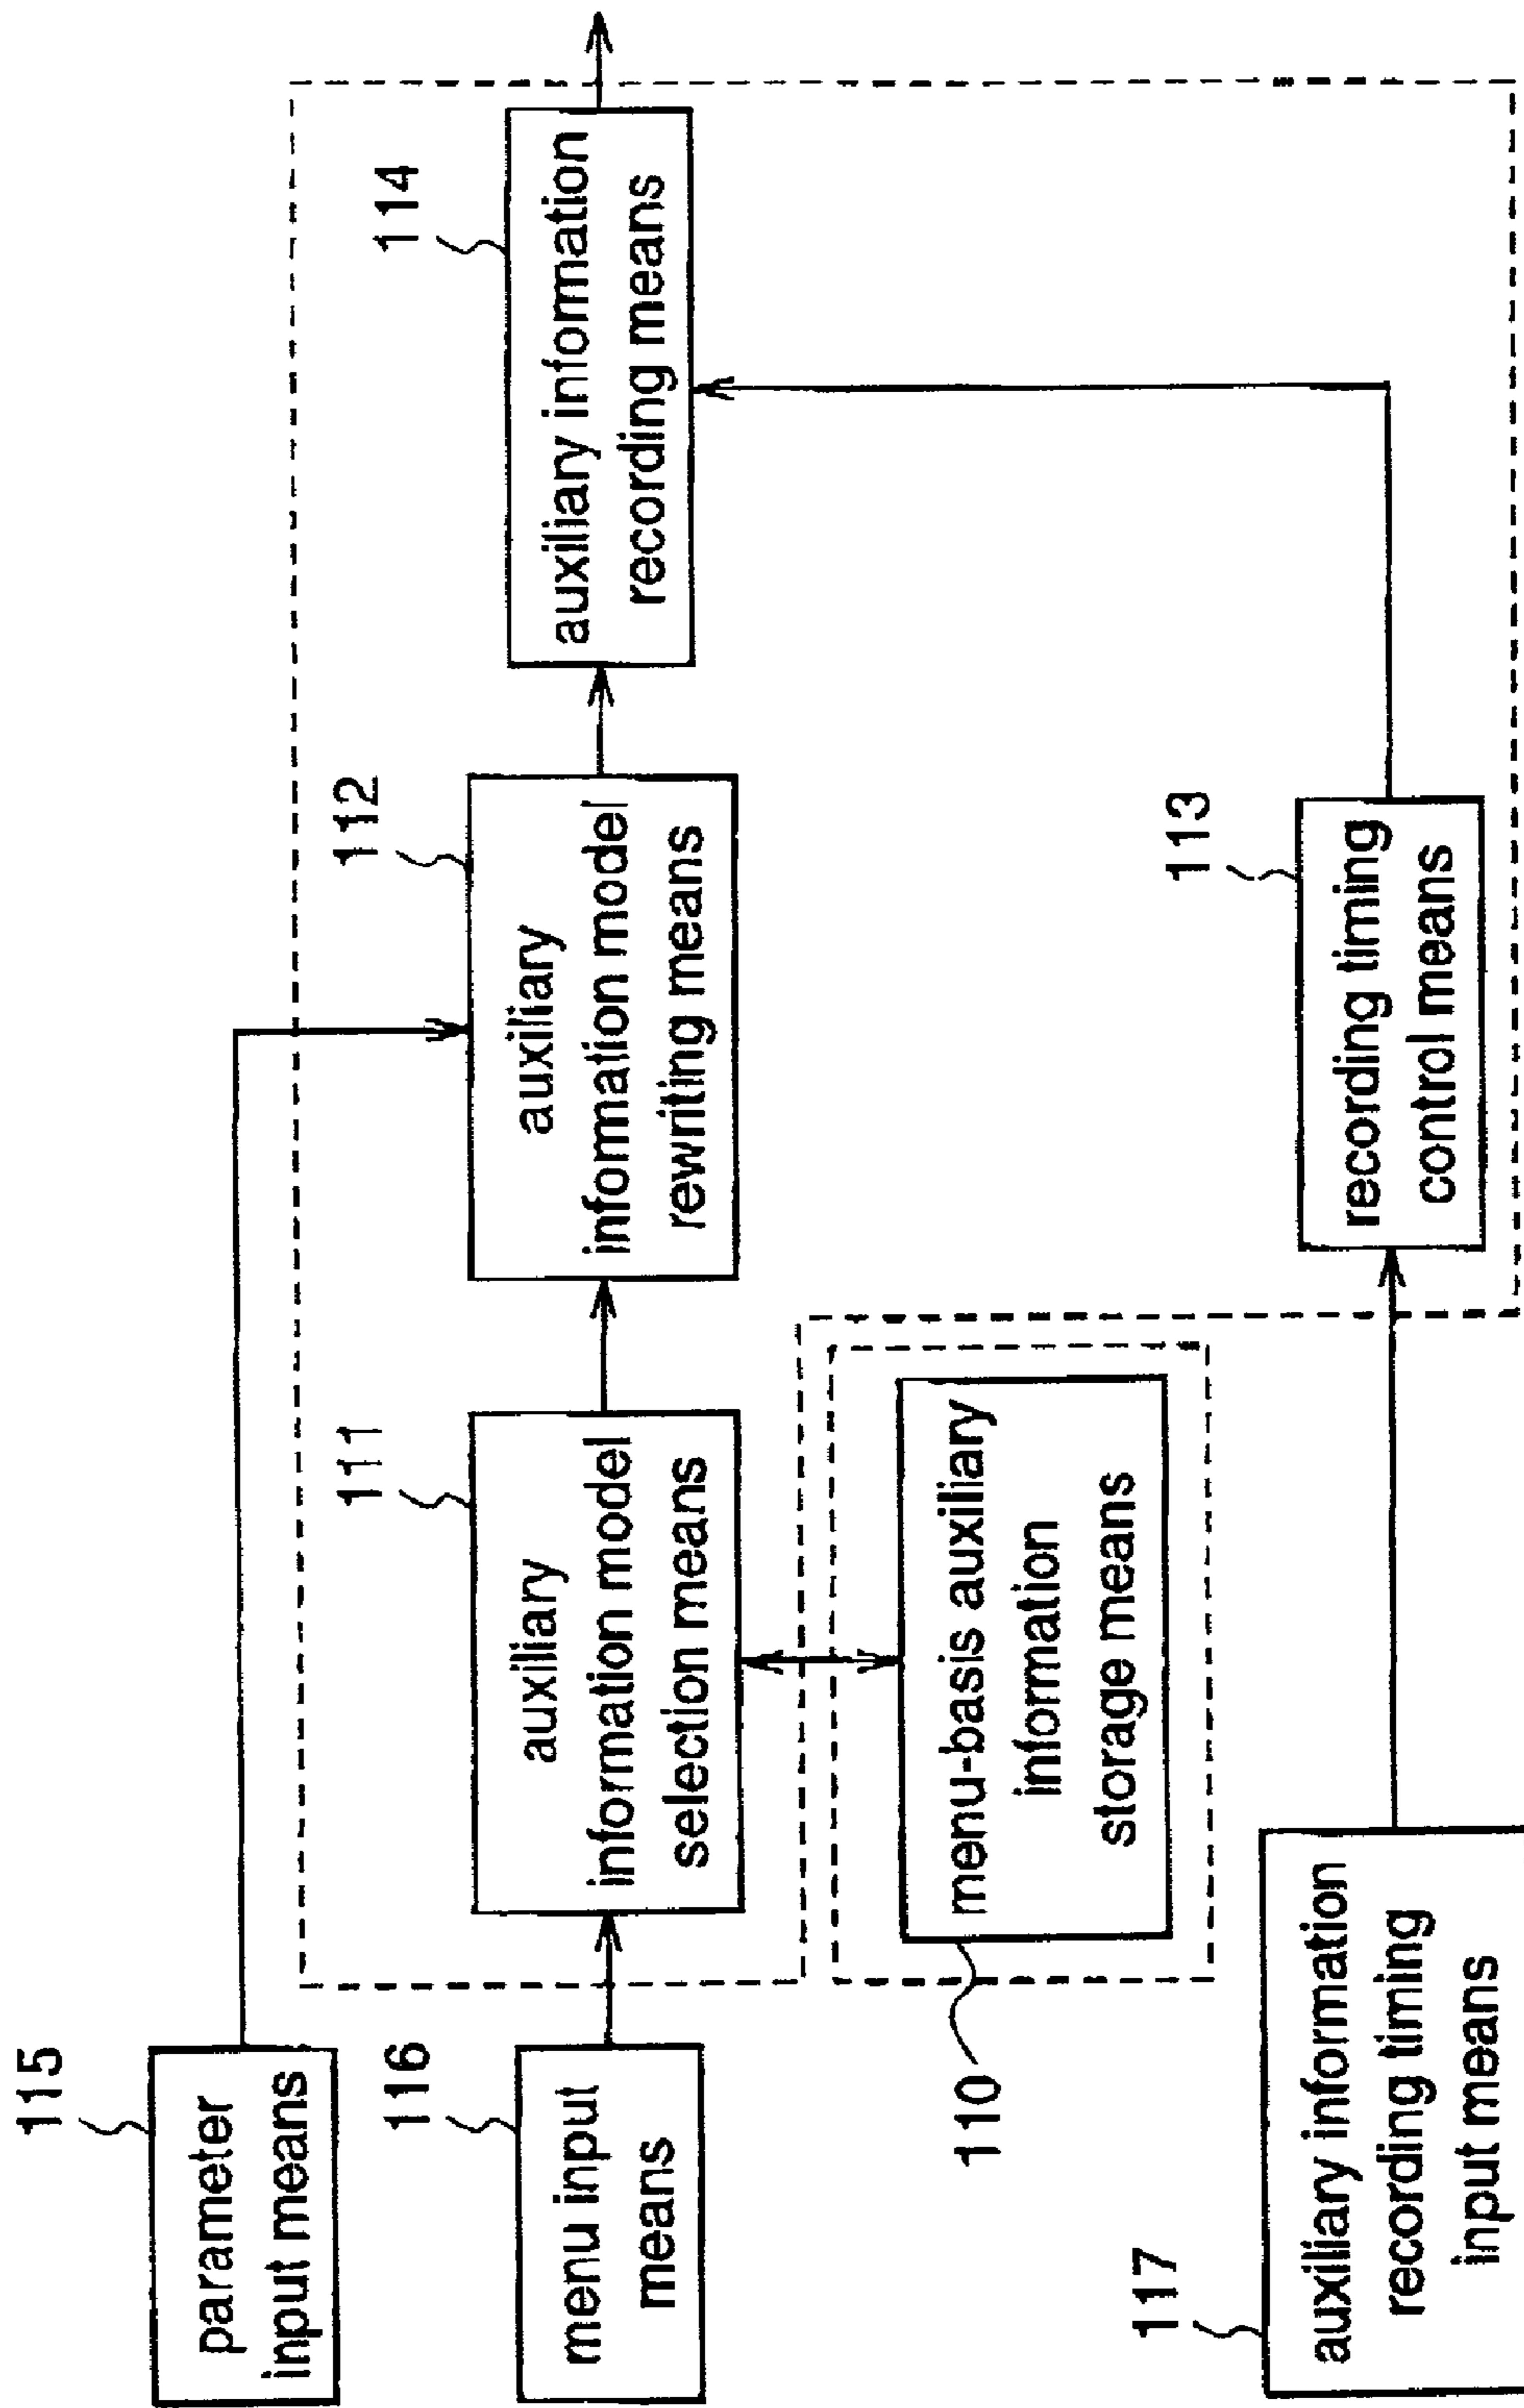 115
parameter
input means
116
menu input
means
111
auxiliary
information model
selection means
112
auxiliary
information model
rewriting means
114
auxiliary information
recording means
110
menu-basis auxiliary
information
storage means
117
auxiliary information
recording timing
input means
113
recording timing
control means